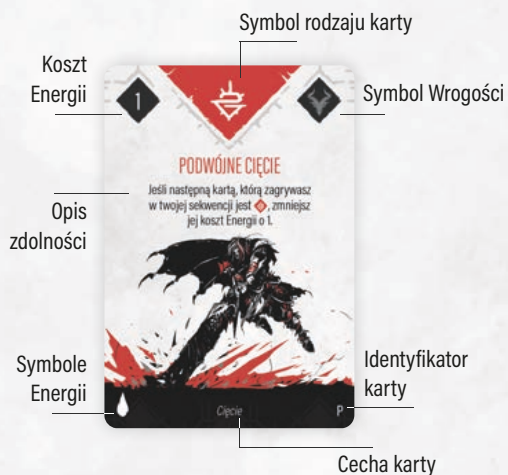 Symbol rodzaju karty
Koszt
Energii
1
Symbol Wrogości
PODWÓJNE CIĘCIE
Jeśli następną kartą, którą zagrywasz
w twojej sekwencji jest , zmniejsz
jej koszt Energii o 1.
Opis
zdolności
Symbole
Energii
Identyfikator
karty
Cięcie
P
Cecha karty